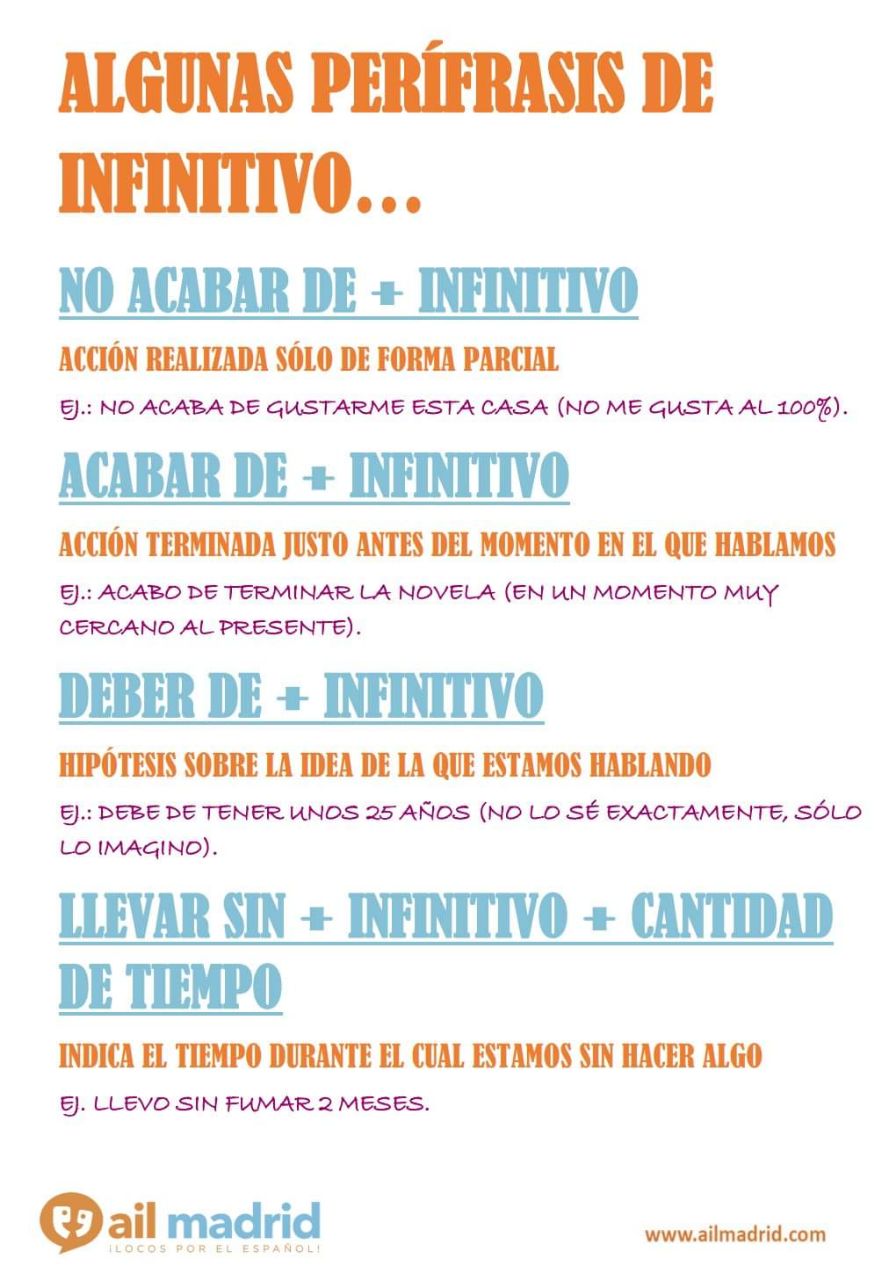 ALGUNAS PERÍFRASIS DE
INFINITIVO...
NO ACABAR DE + INFINITIVO
ACCIÓN REALIZADA SÓLO DE FORMA PARCIAL
EJ.: NO ACABA DE GUSTARME ESTA CASA (NO ME GUSTA AL 100%).
ACABAR DE + INFINITIVO
ACCIÓN TERMINADA JUSTO ANTES DEL MOMENTO EN EL QUE HABLAMOS
EJ.: ACABO DE TERMINAR LA NOVELA (EN UN MOMENTO MUY
CERCANO AL PRESENTE).
DEBER DE + INFINITIVO
HIPÓTESIS SOBRE LA IDEA DE LA QUE ESTAMOS HABLANDO
EJ.: DEBE DE TENER UNOS 25 AÑOS (NO LO SÉ EXACTAMENTE, SÓLO
LO IMAGINO).
LLEVAR SIN + INFINITIVO + CANTIDAD
DE TIEMPO
INDICA EL TIEMPO DURANTE EL CUAL ESTAMOS SIN HACER ALGO
EJ. LLEVO SIN FUMAR 2 MESES.
ail madrid
¡LOCOS POR EL ESPAÑOL!
www.ailmadrid.com